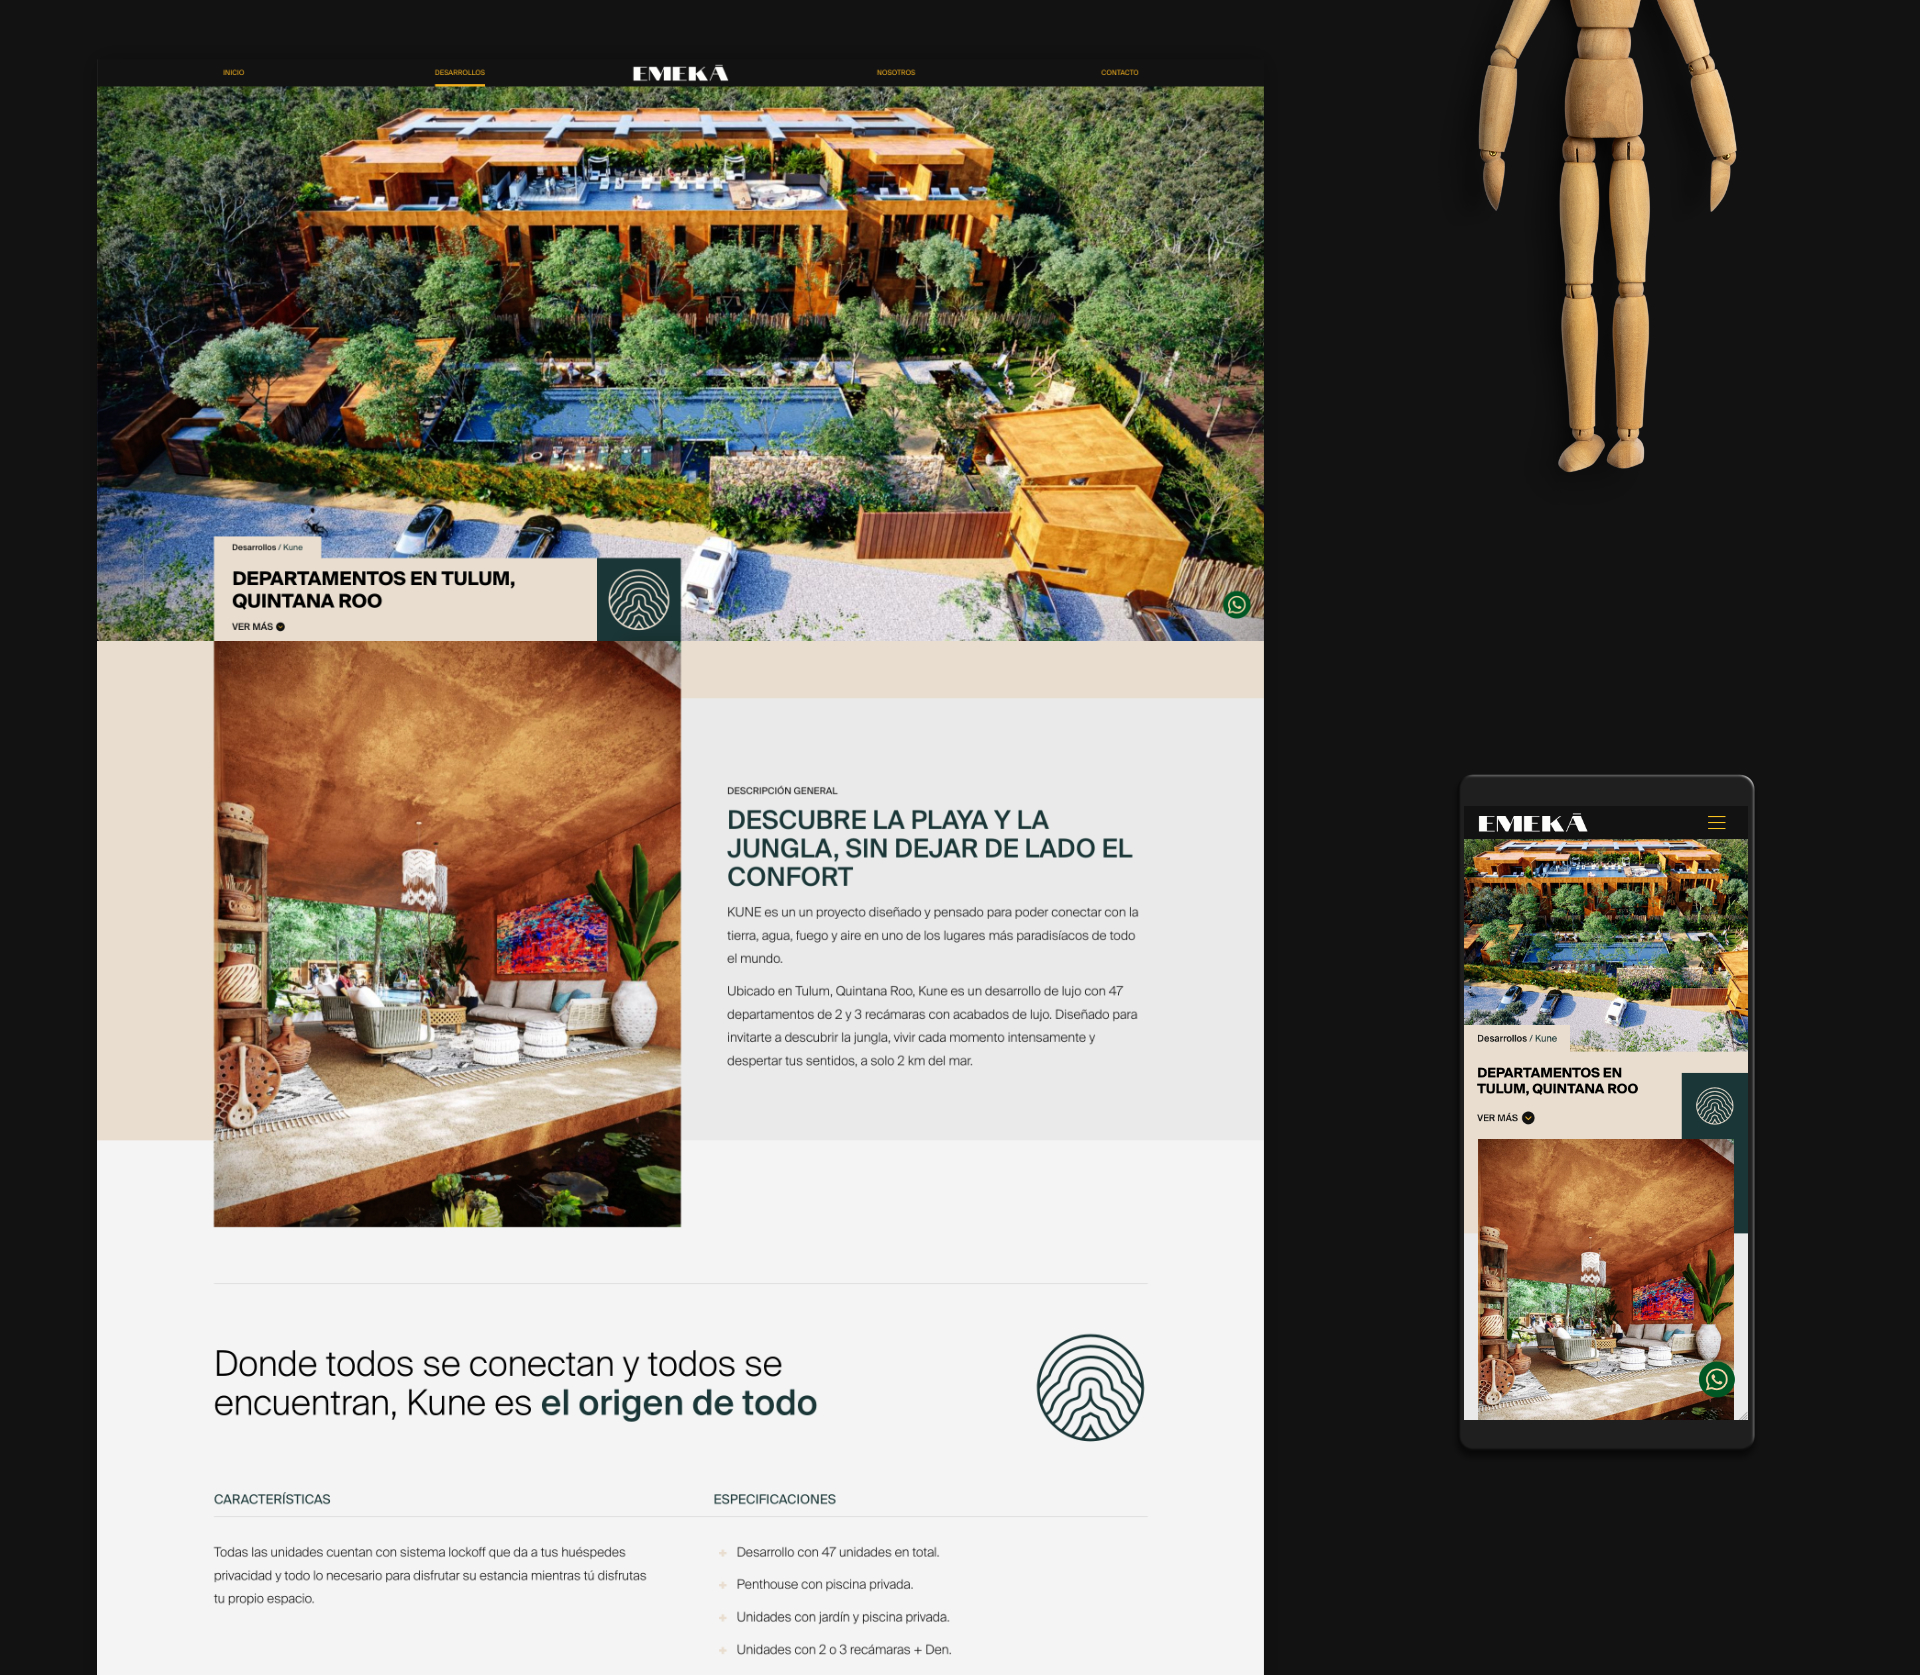 INICIO
DESARROLLOS
EMEKĀ
NOSOTROS
CONTACTO
Desarrollos / Kune
DEPARTAMENTOS EN TULUM,
QUINTANA ROO
VER MÁS
DESCRIPCIÓN GENERAL
DESCUBRE LA PLAYA Y LA
JUNGLA, SIN DEJAR DE LADO EL
CONFORT
KUNE es un un proyecto diseñado y pensado para poder conectar con la
tierra, agua, fuego y aire en uno de los lugares más paradisíacos de todo
el mundo.
Ubicado en Tulum, Quintana Roo, Kune es un desarrollo de lujo con 47
departamentos de 2 y 3 recámaras con acabados de lujo. Diseñado para
invitarte a descubrir la jungla, vivir cada momento intensamente y
despertar tus sentidos, a solo 2 km del mar.
Donde todos se conectan y todos se
encuentran, Kune es el origen de todo
CARACTERÍSTICAS
Todas las unidades cuentan con sistema lockoff que da a tus huéspedes
privacidad y todo lo necesario para disfrutar su estancia mientras tú disfrutas
tu propio espacio.
ESPECIFICACIONES
+ Desarrollo con 47 unidades en total.
+ Penthouse con piscina privada.
+ Unidades con jardín y piscina privada.
+ Unidades con 2 o 3 recámaras + Den.
EMEKĀ
Desarrollos / Kune
DEPARTAMENTOS EN
TULUM, QUINTANA ROO
VER MÁS